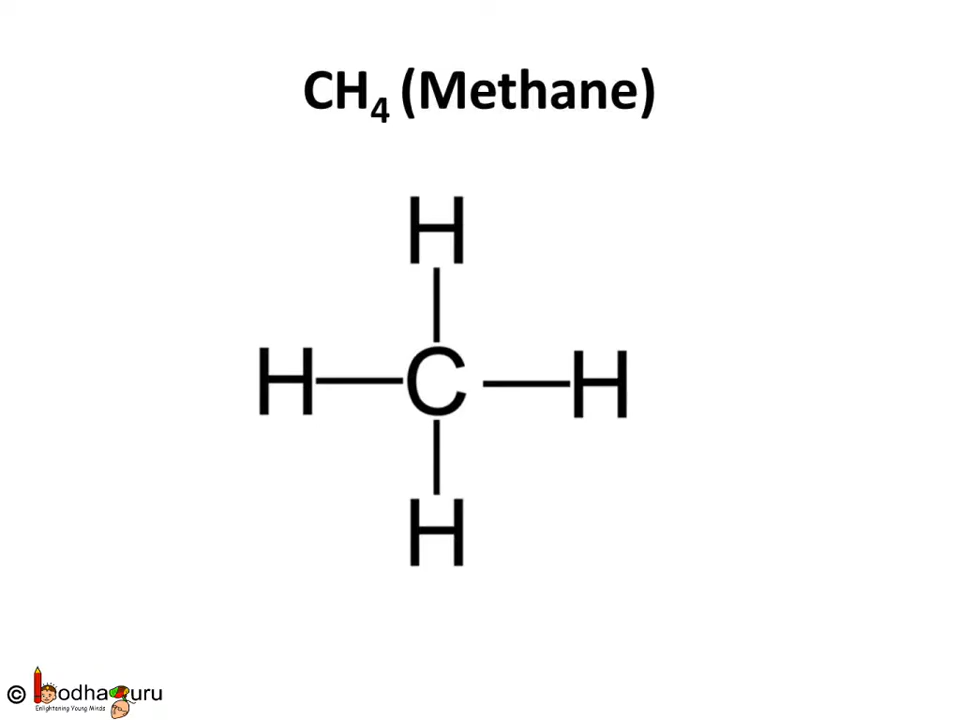 CH₄ (Methane)
H
H C H
H
© bodhaguru
Enlightening Young Minds